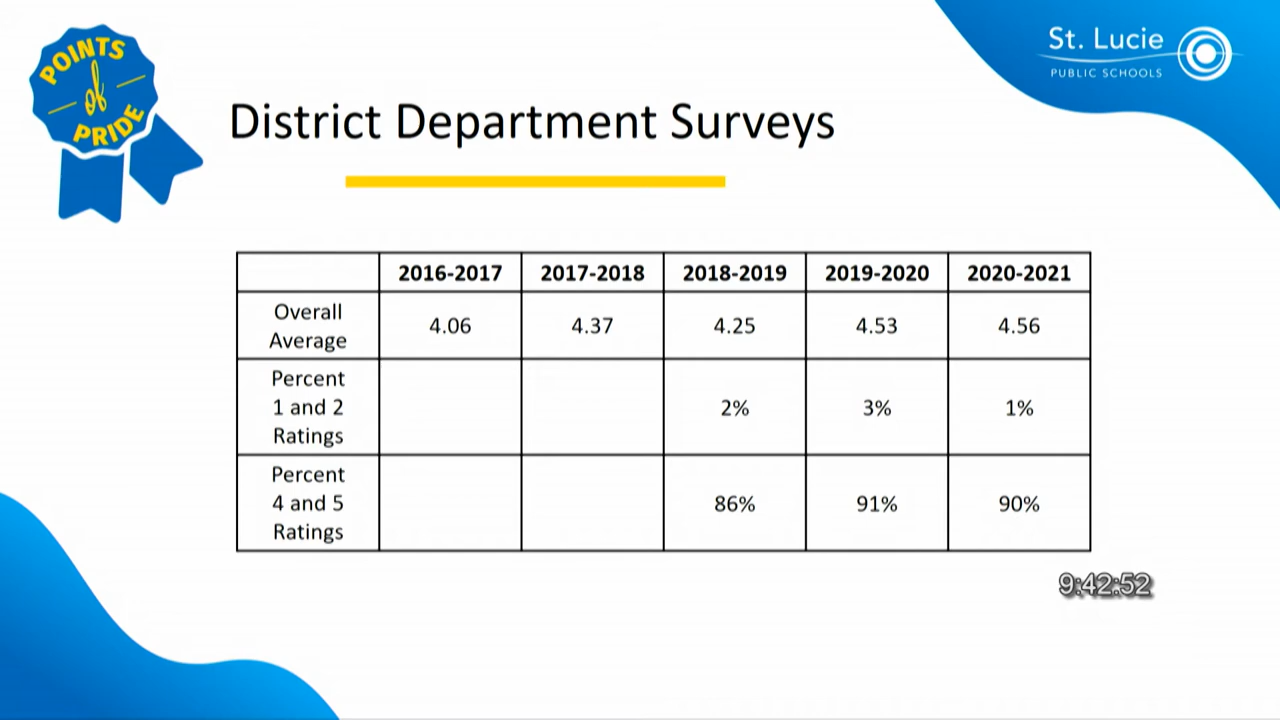 POINTS
of
PRIDE
St. Lucie
PUBLIC SCHOOLS
District Department Surveys
2016-2017 2017-2018 2018-2019 2019-2020 2020-2021
Overall
Average 4.06 4.37 4.25 4.53 4.56
Percent
1 and 2 2% 3% 1%
Ratings
Percent
4 and 5 86% 91% 90%
Ratings
9:42:52